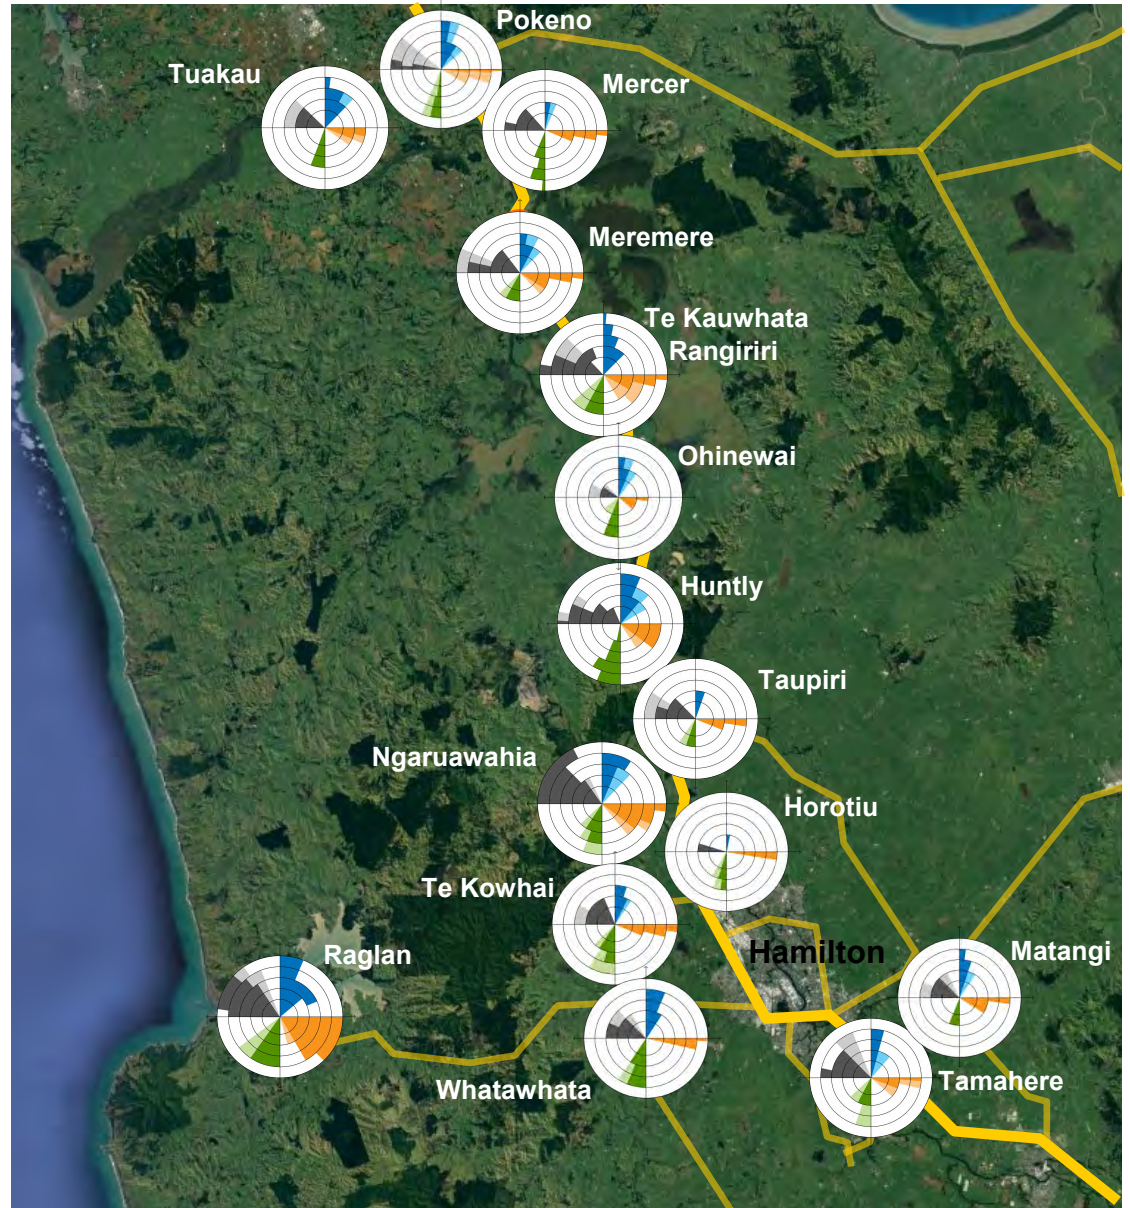 Pokeno
Tuakau
Mercer
Meremere
Te Kauwhata
Rangiriri
Ohinewai
Huntly
Taupiri
Ngaruawahia
Horotiu
Te Kowhai
Hamilton
Matangi
Raglan
Whatawhata
Tamahere